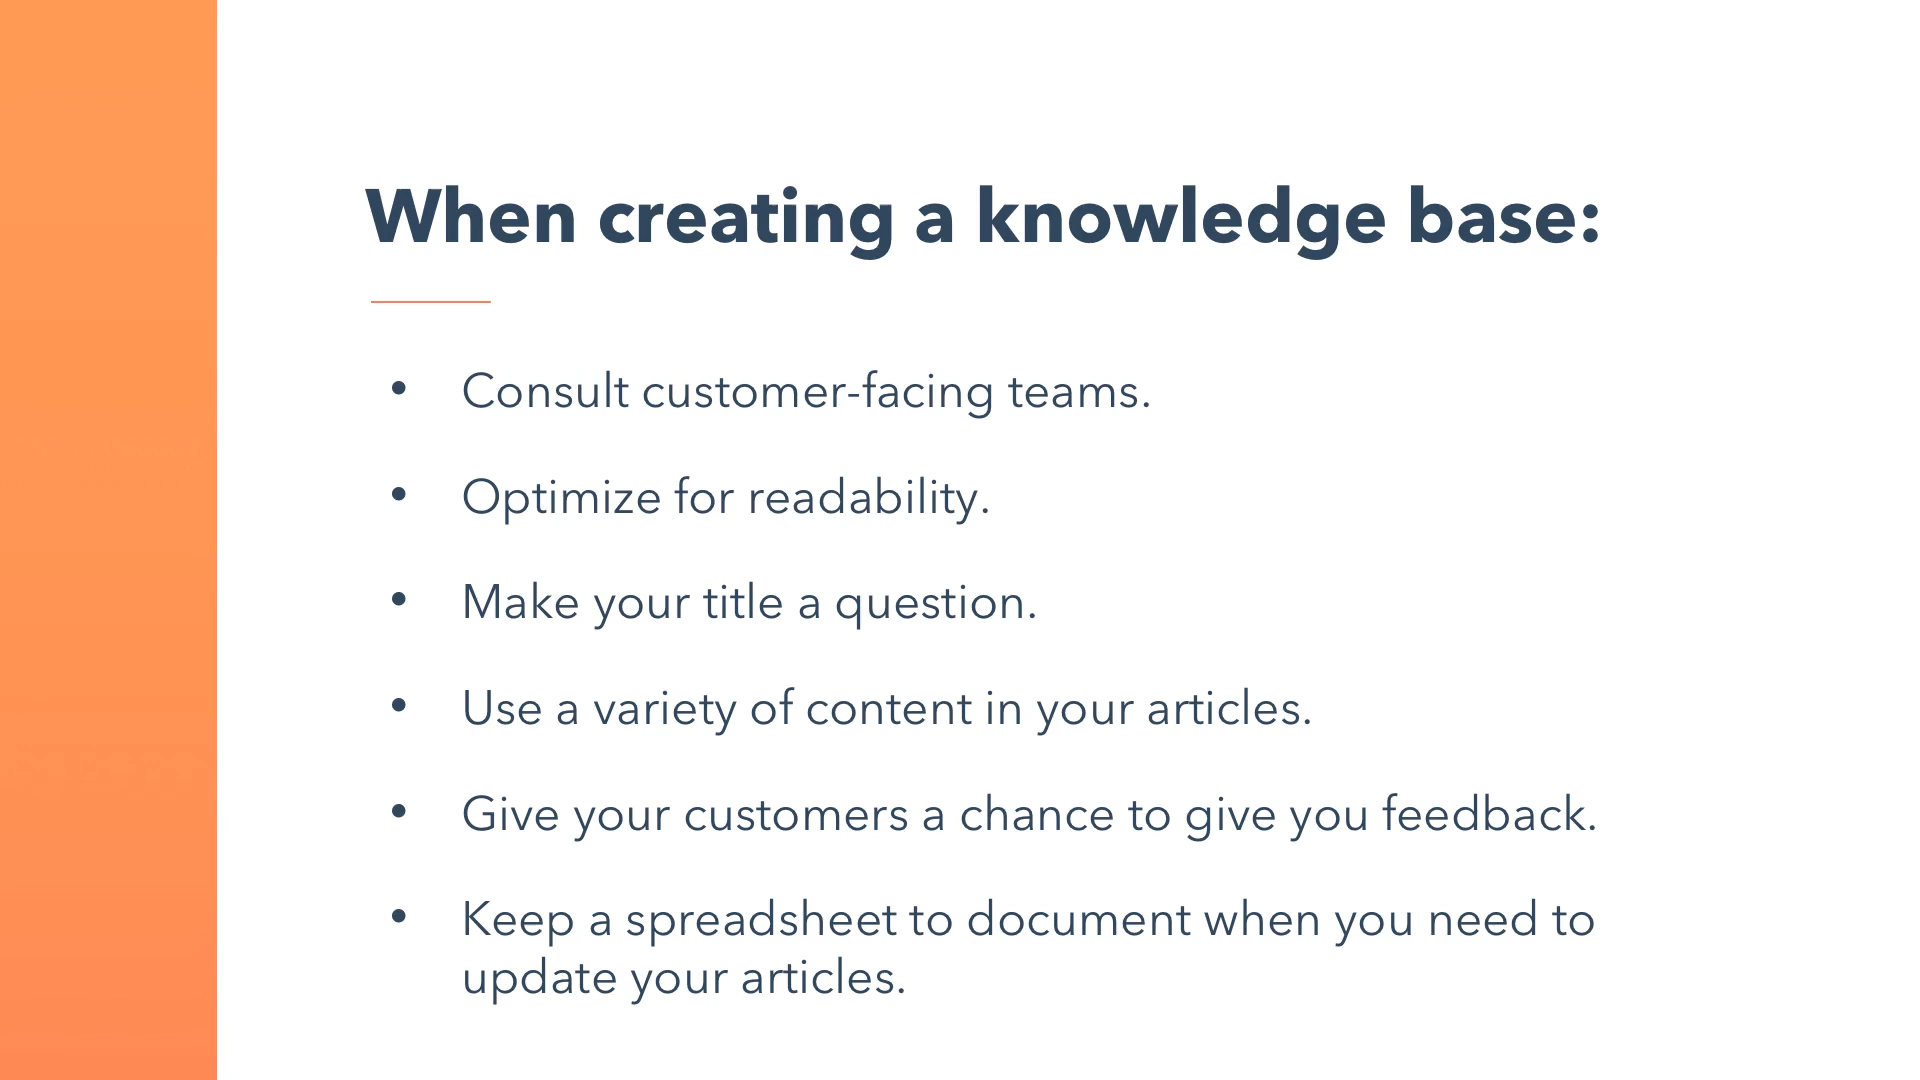 When creating a knowledge base:
• Consult customer-facing teams.
• Optimize for readability.
• Make your title a question.
• Use a variety of content in your articles.
• Give your customers a chance to give you feedback.
• Keep a spreadsheet to document when you need to
update your articles.